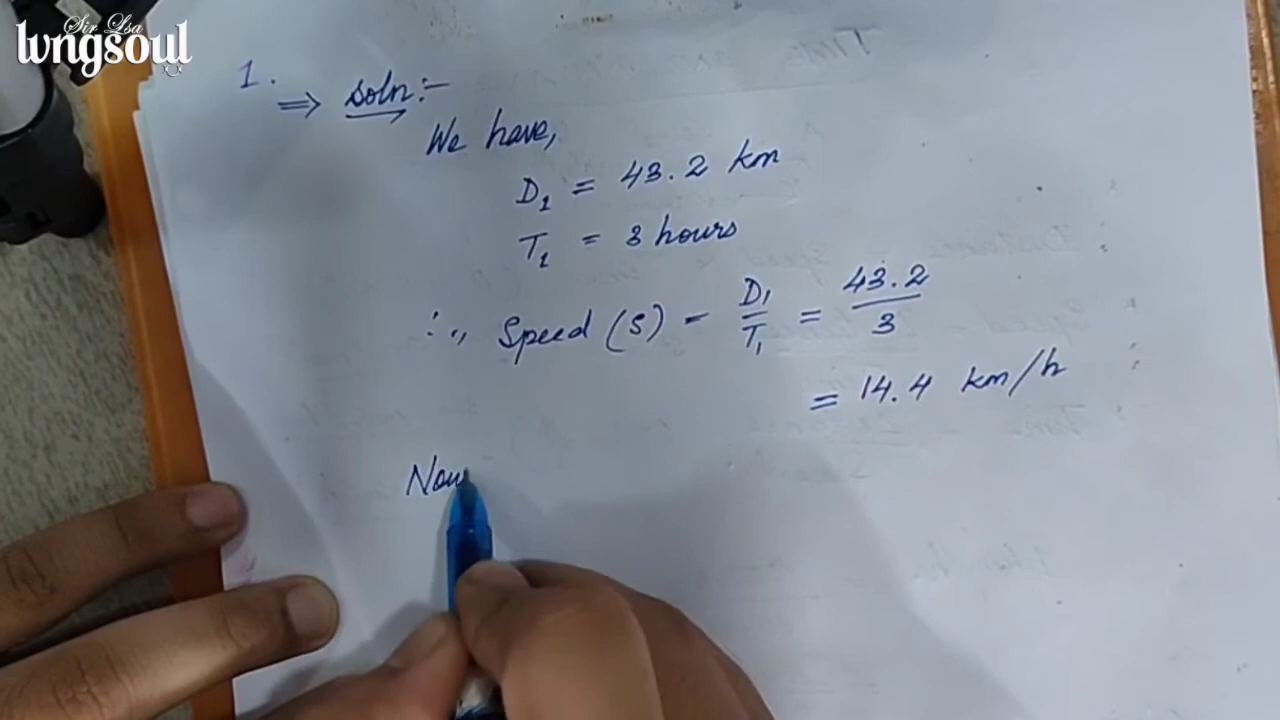 Sir Lsa
lvngsoul
1.
⇒ Soln:-
We have,
D₁ = 43.2 km
T₁ = 3 hours
∴, Speed (S) = D₁/T₁ = 43.2/3
= 14.4 km/h
Now